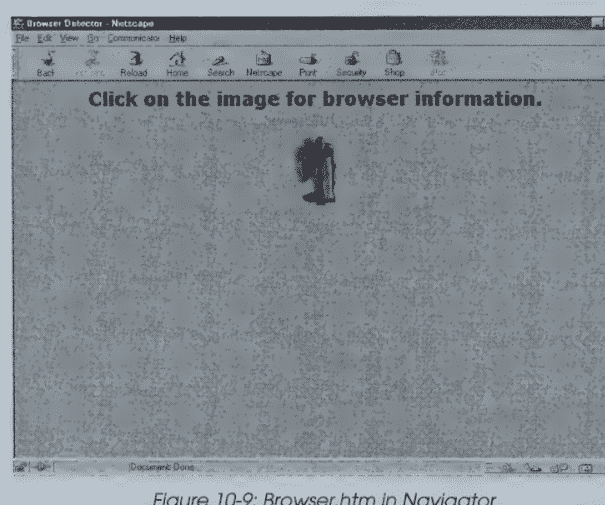 Browser Detector - Netscape
File Edit View Go Communicator Help
Back Reload Home Search Netscape Print Security Shop
Click on the image for browser information.
Document: Done
Figure 10-9: Browser.htm in Navigator